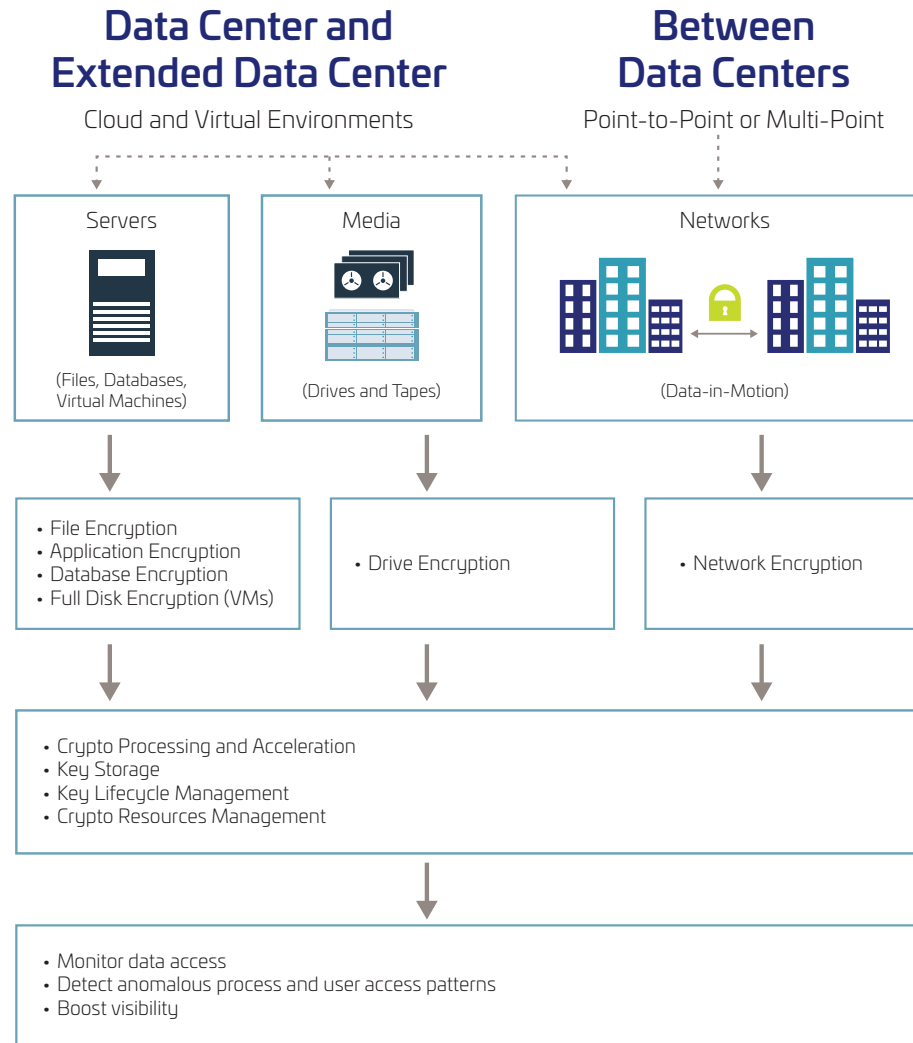 Data Center and
Extended Data Center
Cloud and Virtual Environments
Between
Data Centers
Point-to-Point or Multi-Point
Servers
(Files, Databases,
Virtual Machines)
Media
(Drives and Tapes)
Networks
(Data-in-Motion)
• File Encryption
• Application Encryption
• Database Encryption
• Full Disk Encryption (VMs)
• Drive Encryption
• Network Encryption
• Crypto Processing and Acceleration
• Key Storage
• Key Lifecycle Management
• Crypto Resources Management
• Monitor data access
• Detect anomalous process and user access patterns
• Boost visibility